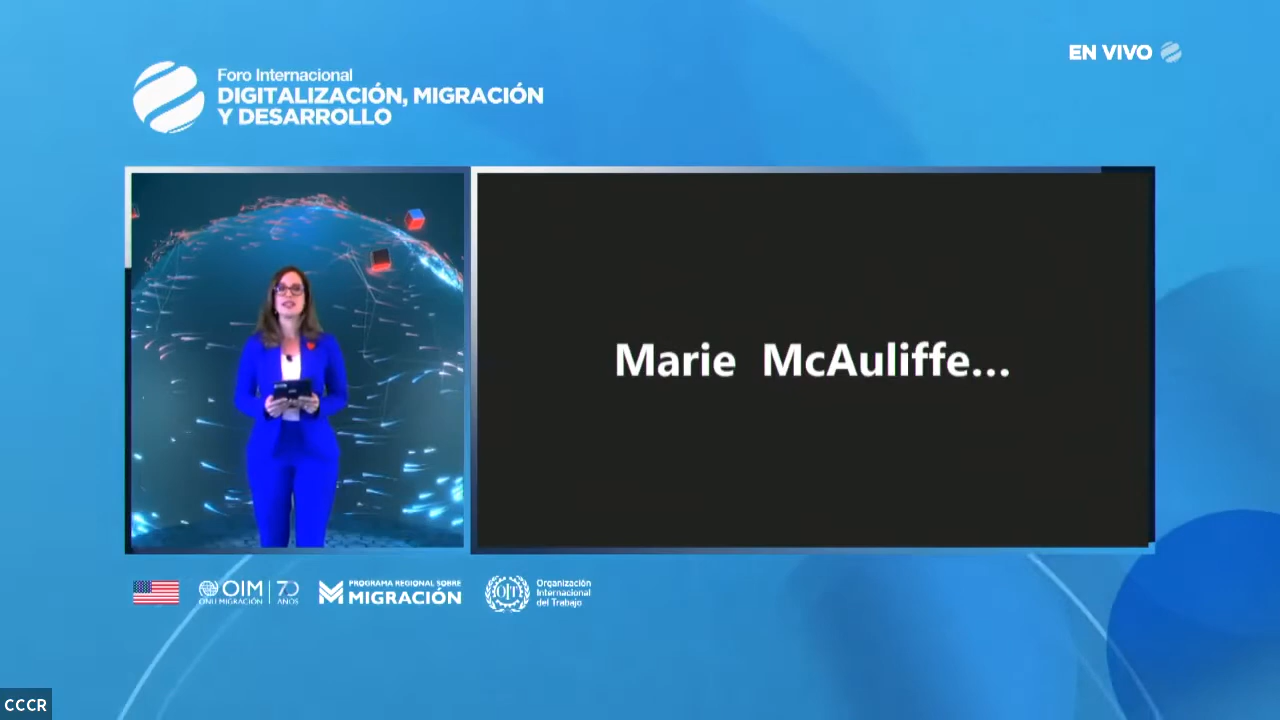 EN VIVO
Foro Internacional
DIGITALIZACIÓN, MIGRACIÓN
Y DESARROLLO
Marie McAuliffe...
OIM
ONU MIGRACIÓN
70
AÑOS
PROGRAMA REGIONAL SOBRE
MIGRACIÓN
OIT
Organización
Internacional
del Trabajo
CCCR